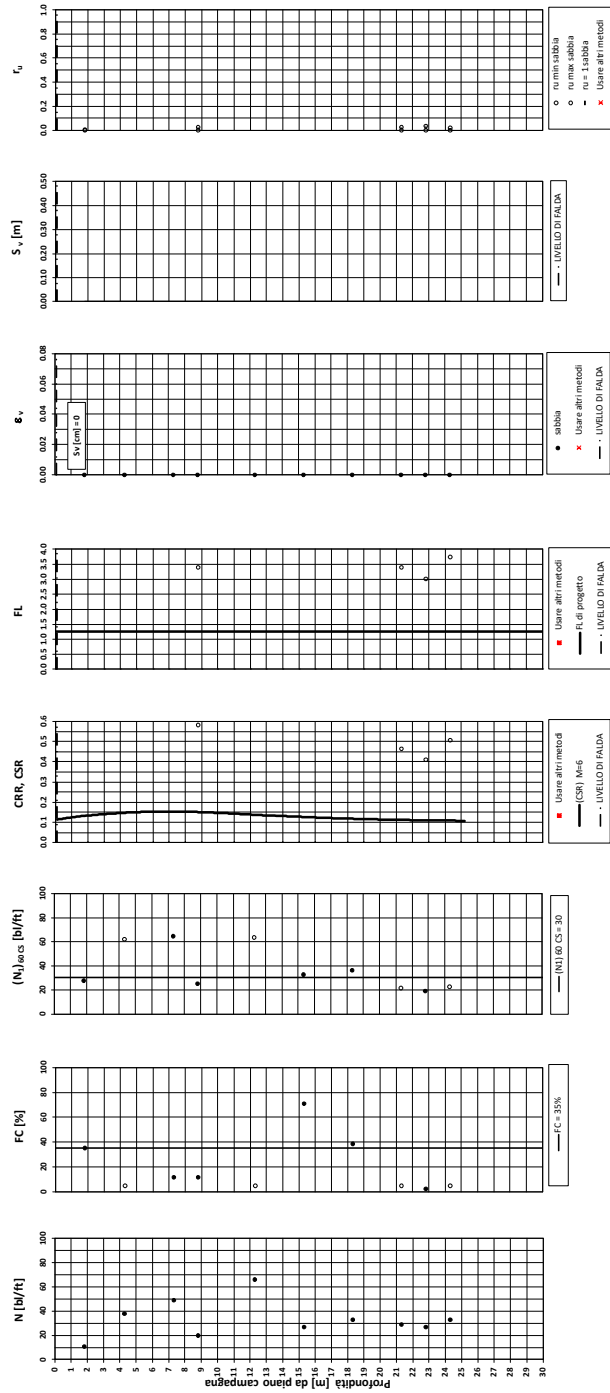 N [bl/ft]
0 20 40 60 80 100
0 1 2 3 4 5 6 7 8 9 10 11 12 13 14 15 16 17 18 19 20 21 22 23 24 25 26 27 28 29 30
Profondità [m] da piano campagna
FC [%]
0 20 40 60 80 100
FC = 35%
(N1)60 CS [bl/ft]
0 20 40 60 80 100
(N1) 60 CS = 30
CRR, CSR
0.0 0.1 0.2 0.3 0.4 0.5 0.6
Usare altri metodi
(CSR) M=6
LIVELLO DI FALDA
FL
0.0 0.5 1.0 1.5 2.0 2.5 3.0 3.5 4.0
Usare altri metodi
FL di progetto
LIVELLO DI FALDA
εv
0.00 0.02 0.04 0.06 0.08
Sv [cm] = 0
sabbia
Usare altri metodi
LIVELLO DI FALDA
Sv [m]
0.00 0.10 0.20 0.30 0.40 0.50
LIVELLO DI FALDA
ru
0.0 0.2 0.4 0.6 0.8 1.0
ru min sabbia
ru max sabbia
ru = 1 sabbia
Usare altri metodi